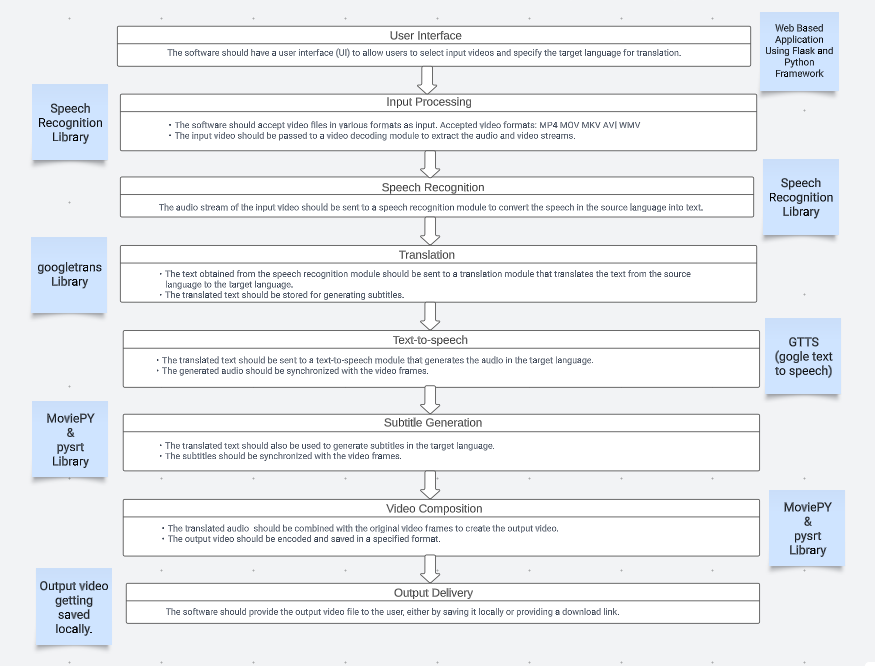 User Interface
The software should have a user interface (UI) to allow users to select input videos and specify the target language for translation.
Web Based
Application
Using Flask and
Python
Framework
Speech
Recognition
Library
Input Processing
• The software should accept video files in various formats as input. Accepted video formats: MP4 MOV MKV AVI WMV
• The input video should be passed to a video decoding module to extract the audio and video streams.
Speech Recognition
The audio stream of the input video should be sent to a speech recognition module to convert the speech in the source language into text.
Speech
Recognition
Library
googletrans
Library
Translation
• The text obtained from the speech recognition module should be sent to a translation module that translates the text from the source
language to the target language.
• The translated text should be stored for generating subtitles.
Text-to-speech
• The translated text should be sent to a text-to-speech module that generates the audio in the target language.
• The generated audio should be synchronized with the video frames.
GTTS
(gogle text
to speech)
MoviePY
&
pysrt
Library
Subtitle Generation
• The translated text should also be used to generate subtitles in the target language.
• The subtitles should be synchronized with the video frames.
Video Composition
• The translated audio should be combined with the original video frames to create the output video.
• The output video should be encoded and saved in a specified format.
MoviePY
&
pysrt
Library
Output video
getting
saved
locally.
Output Delivery
The software should provide the output video file to the user, either by saving it locally or providing a download link.